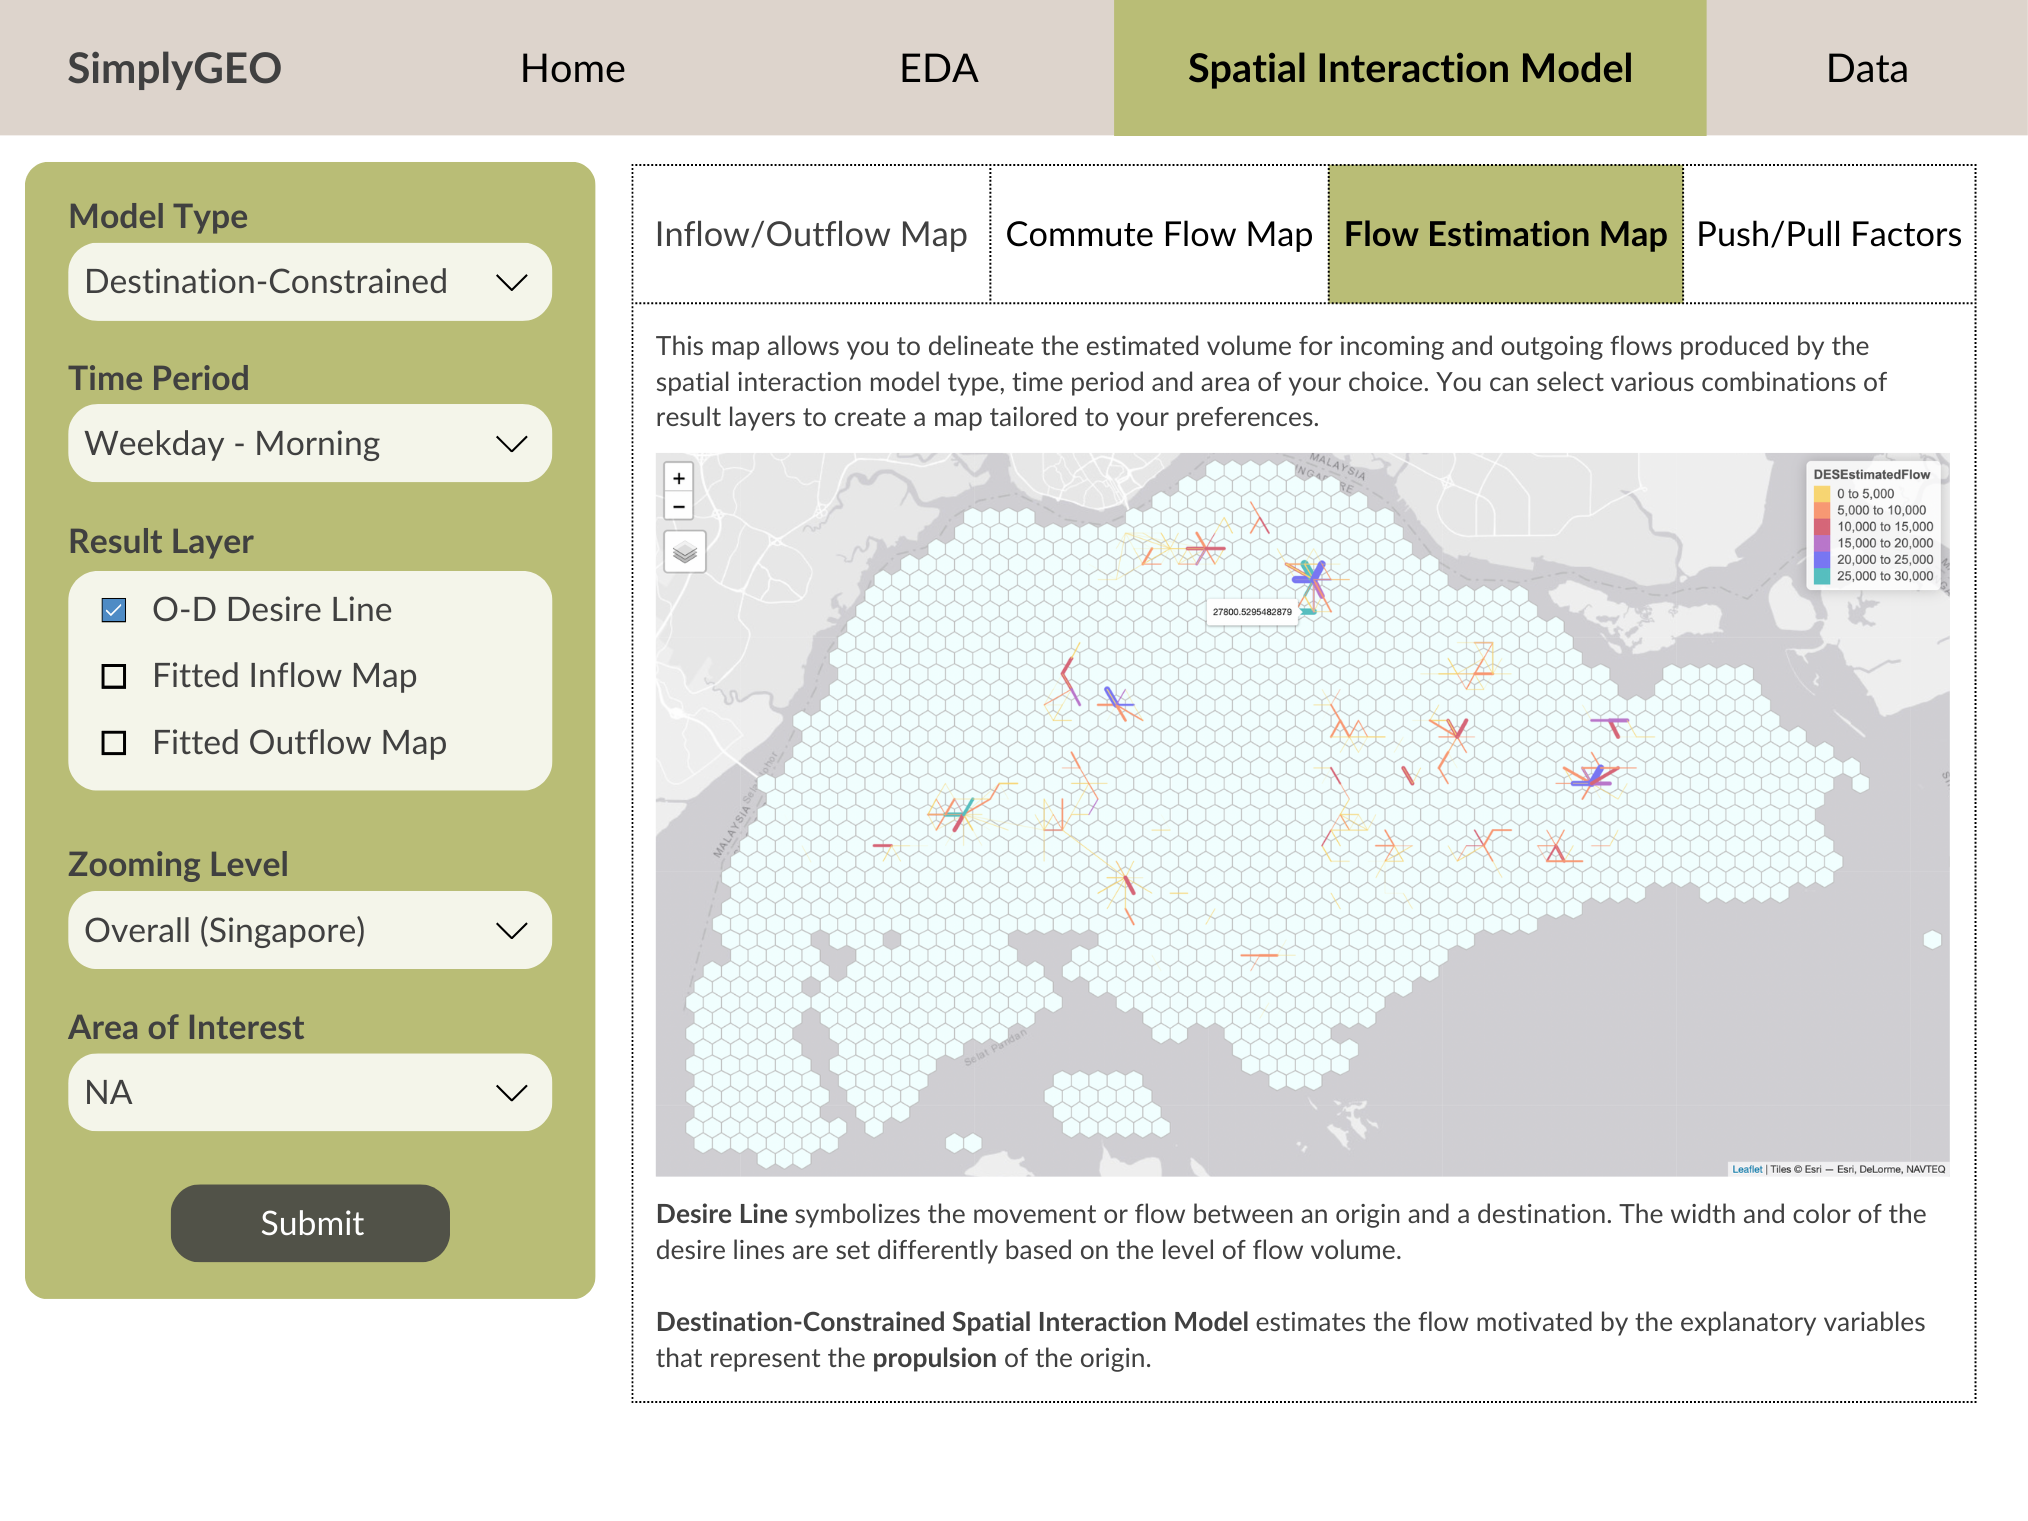 SimplyGEO
Home
EDA
Spatial Interaction Model
Data
Model Type
Destination-Constrained
Time Period
Weekday - Morning
Result Layer
O-D Desire Line
Fitted Inflow Map
Fitted Outflow Map
Zooming Level
Overall (Singapore)
Area of Interest
NA
Submit
Inflow/Outflow Map
Commute Flow Map
Flow Estimation Map
Push/Pull Factors
This map allows you to delineate the estimated volume for incoming and outgoing flows produced by the
spatial interaction model type, time period and area of your choice. You can select various combinations of
result layers to create a map tailored to your preferences.
+
−
MALAYSIA
DESEstimatedFlow
0 to 5,000
5,000 to 10,000
10,000 to 15,000
15,000 to 20,000
20,000 to 25,000
25,000 to 30,000
27800.5295482879
MALAYSIA
Selat Pandan
Leaflet | Tiles © Esri — Esri, DeLorme, NAVTEQ
Desire Line symbolizes the movement or flow between an origin and a destination. The width and color of the
desire lines are set differently based on the level of flow volume.
Destination-Constrained Spatial Interaction Model estimates the flow motivated by the explanatory variables
that represent the propulsion of the origin.